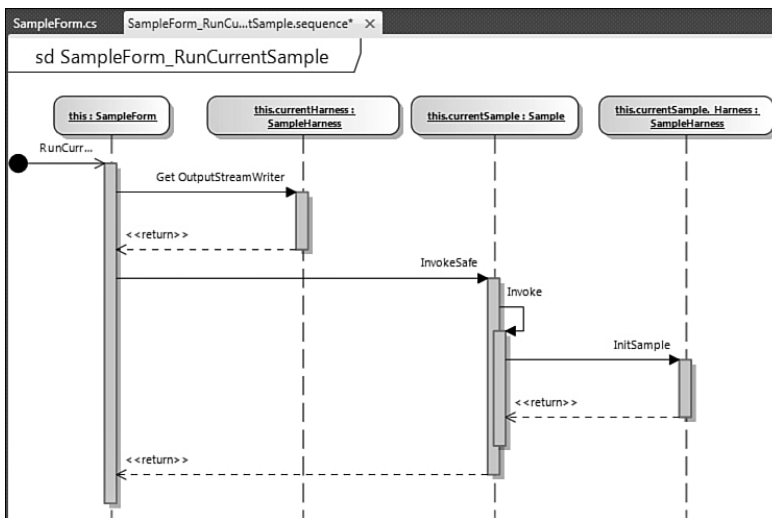 SampleForm.cs
SampleForm_RunCu...tSample.sequence*
sd SampleForm_RunCurrentSample
this : SampleForm
this.currentHarness :
SampleHarness
this.currentSample : Sample
this.currentSample._Harness :
SampleHarness
RunCurr...
Get OutputStreamWriter
<<return>>
InvokeSafe
Invoke
InitSample
<<return>>
<<return>>